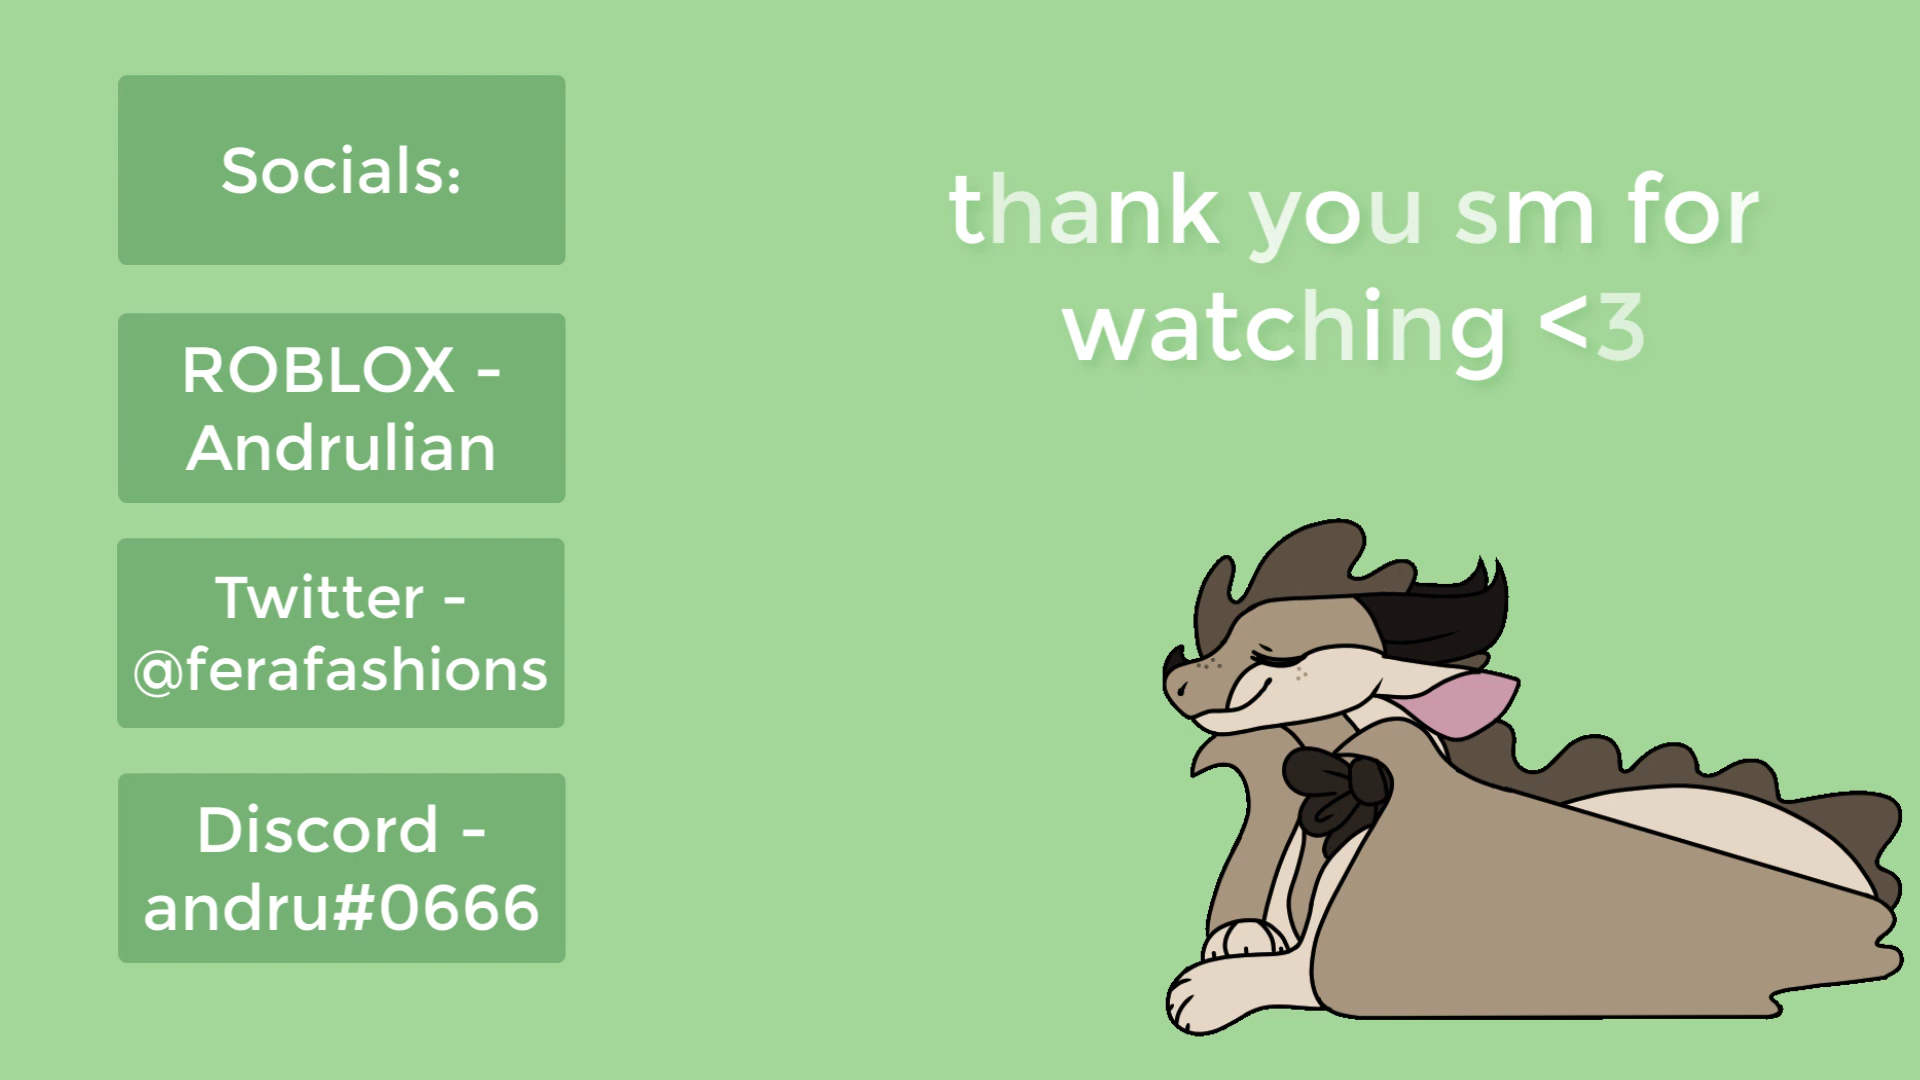 Socials:
ROBLOX -
Andrulian
Twitter -
@ferafashions
Discord -
andru#0666
thank you sm for
watching <3